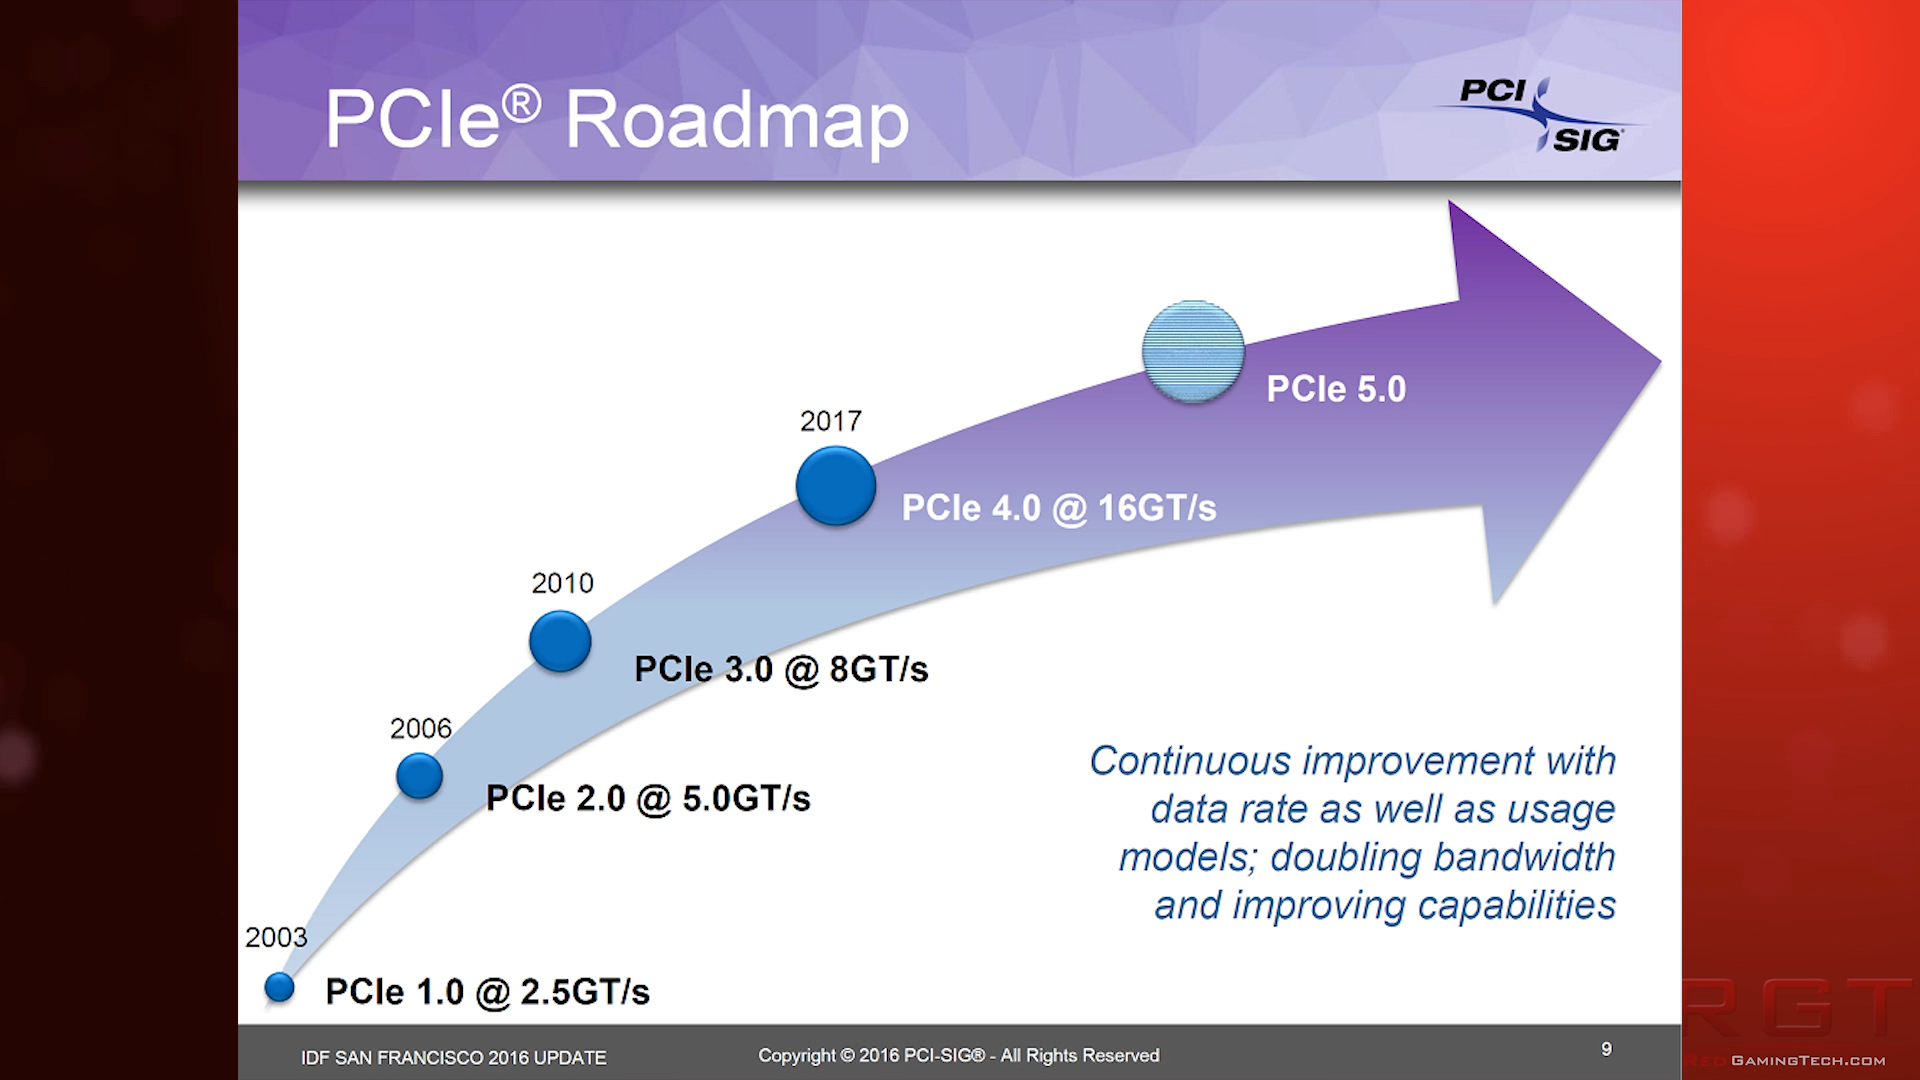 PCIe® Roadmap
PCI
SIG
PCIe 5.0
2017
PCIe 4.0 @ 16GT/s
2010
PCIe 3.0 @ 8GT/s
2006
PCIe 2.0 @ 5.0GT/s
2003
PCIe 1.0 @ 2.5GT/s
Continuous improvement with
data rate as well as usage
models; doubling bandwidth
and improving capabilities
IDF SAN FRANCISCO 2016 UPDATE
Copyright © 2016 PCI-SIG® - All Rights Reserved
9
RGT
RedGamingTech.com